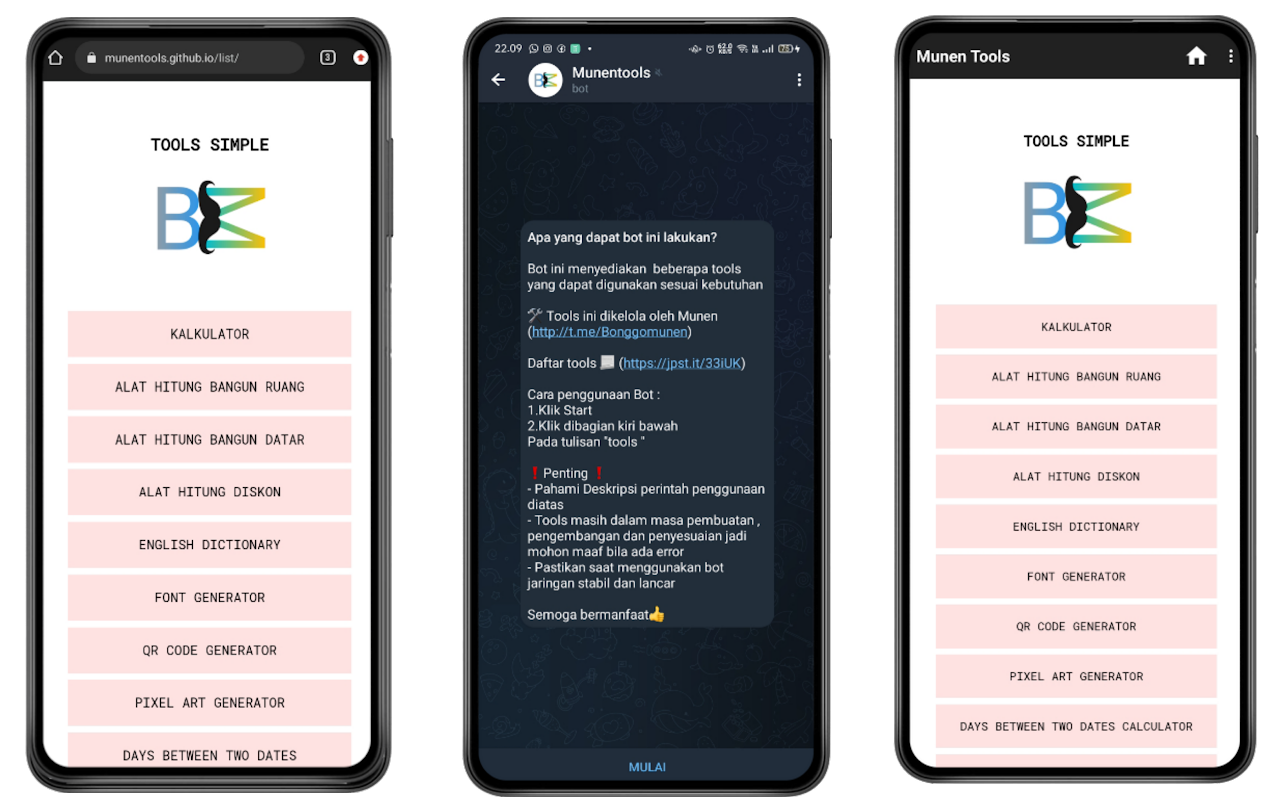 munentools.github.io/list/
3
TOOLS SIMPLE
KALKULATOR
ALAT HITUNG BANGUN RUANG
ALAT HITUNG BANGUN DATAR
ALAT HITUNG DISKON
ENGLISH DICTIONARY
FONT GENERATOR
QR CODE GENERATOR
PIXEL ART GENERATOR
DAYS BETWEEN TWO DATES
22.09
Munentools
bot
Apa yang dapat bot ini lakukan?
Bot ini menyediakan beberapa tools
yang dapat digunakan sesuai kebutuhan
Tools ini dikelola oleh Munen
(http://t.me/Bonggomunen)
Daftar tools (https://jpst.it/33iUK)
Cara penggunaan Bot :
1.Klik Start
2.Klik dibagian kiri bawah
Pada tulisan "tools "
❗ Penting ❗
- Pahami Deskripsi perintah penggunaan
diatas
- Tools masih dalam masa pembuatan ,
pengembangan dan penyesuaian jadi
mohon maaf bila ada error
- Pastikan saat menggunakan bot
jaringan stabil dan lancar
Semoga bermanfaat👍
MULAI
Munen Tools
TOOLS SIMPLE
KALKULATOR
ALAT HITUNG BANGUN RUANG
ALAT HITUNG BANGUN DATAR
ALAT HITUNG DISKON
ENGLISH DICTIONARY
FONT GENERATOR
QR CODE GENERATOR
PIXEL ART GENERATOR
DAYS BETWEEN TWO DATES CALCULATOR